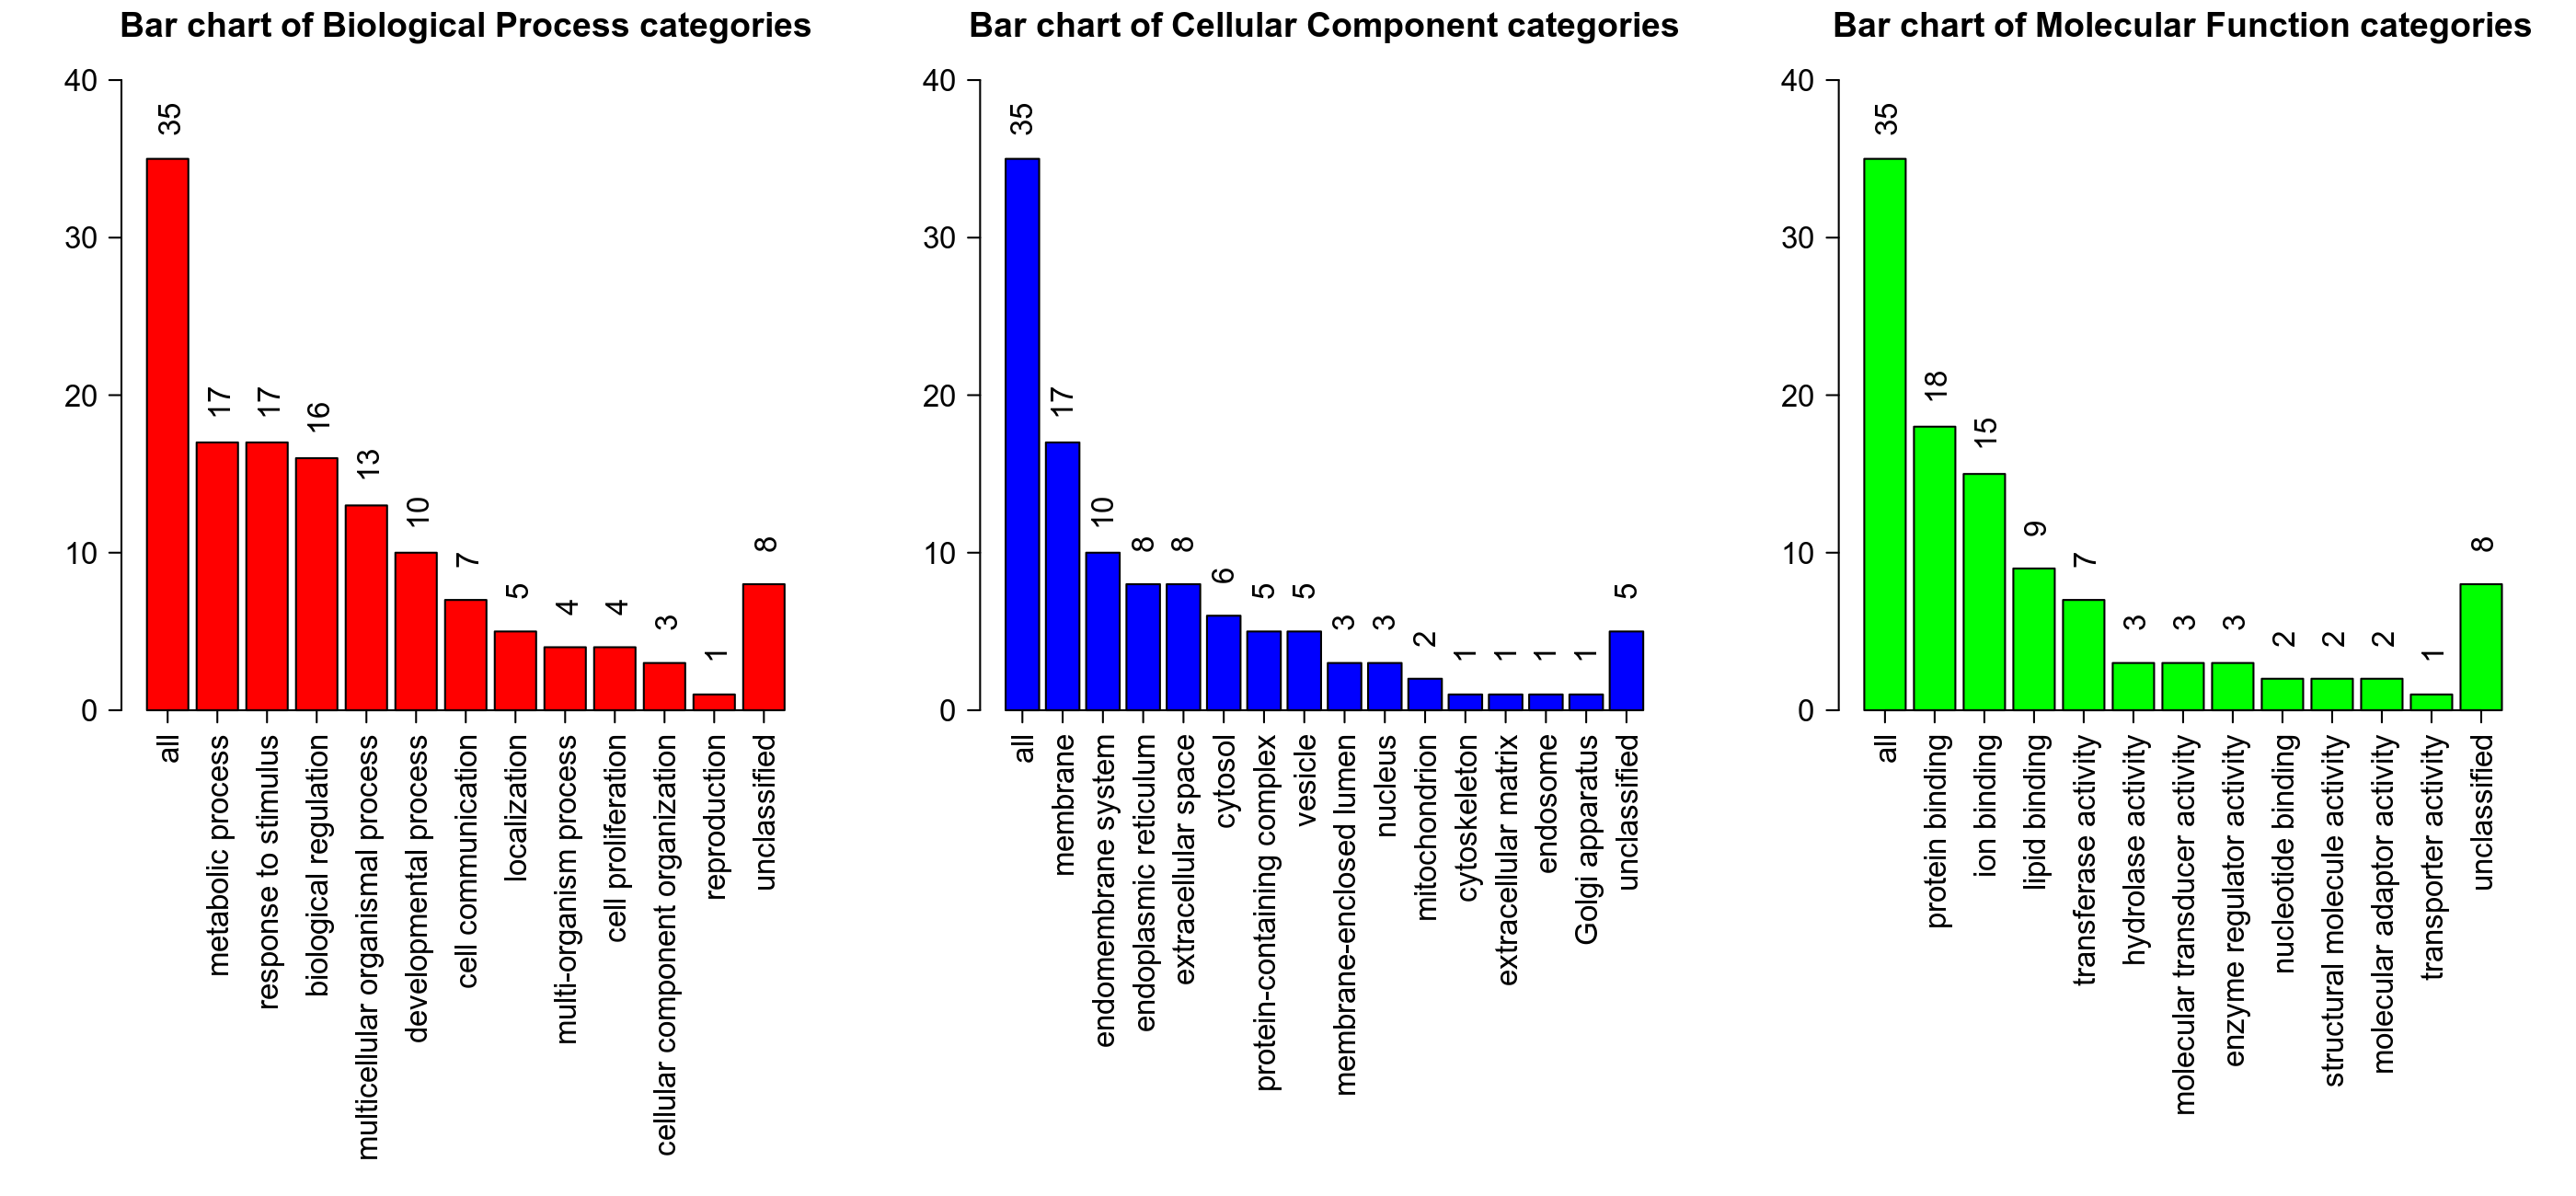 Bar chart of Biological Process categories
40
30
20
10
0
35
17
17
16
13
10
7
5
4
4
3
1
8
all
metabolic process
response to stimulus
biological regulation
multicellular organismal process
developmental process
cell communication
localization
multi-organism process
cell proliferation
cellular component organization
reproduction
unclassified
Bar chart of Cellular Component categories
40
30
20
10
0
35
17
10
8
8
6
5
5
3
3
2
1
1
1
1
5
all
membrane
endomembrane system
endoplasmic reticulum
extracellular space
cytosol
protein-containing complex
vesicle
membrane-enclosed lumen
nucleus
mitochondrion
cytoskeleton
extracellular matrix
endosome
Golgi apparatus
unclassified
Bar chart of Molecular Function categories
40
30
20
10
0
35
18
15
9
7
3
3
3
2
2
2
1
8
all
protein binding
ion binding
lipid binding
transferase activity
hydrolase activity
molecular transducer activity
enzyme regulator activity
nucleotide binding
structural molecule activity
molecular adaptor activity
transporter activity
unclassified